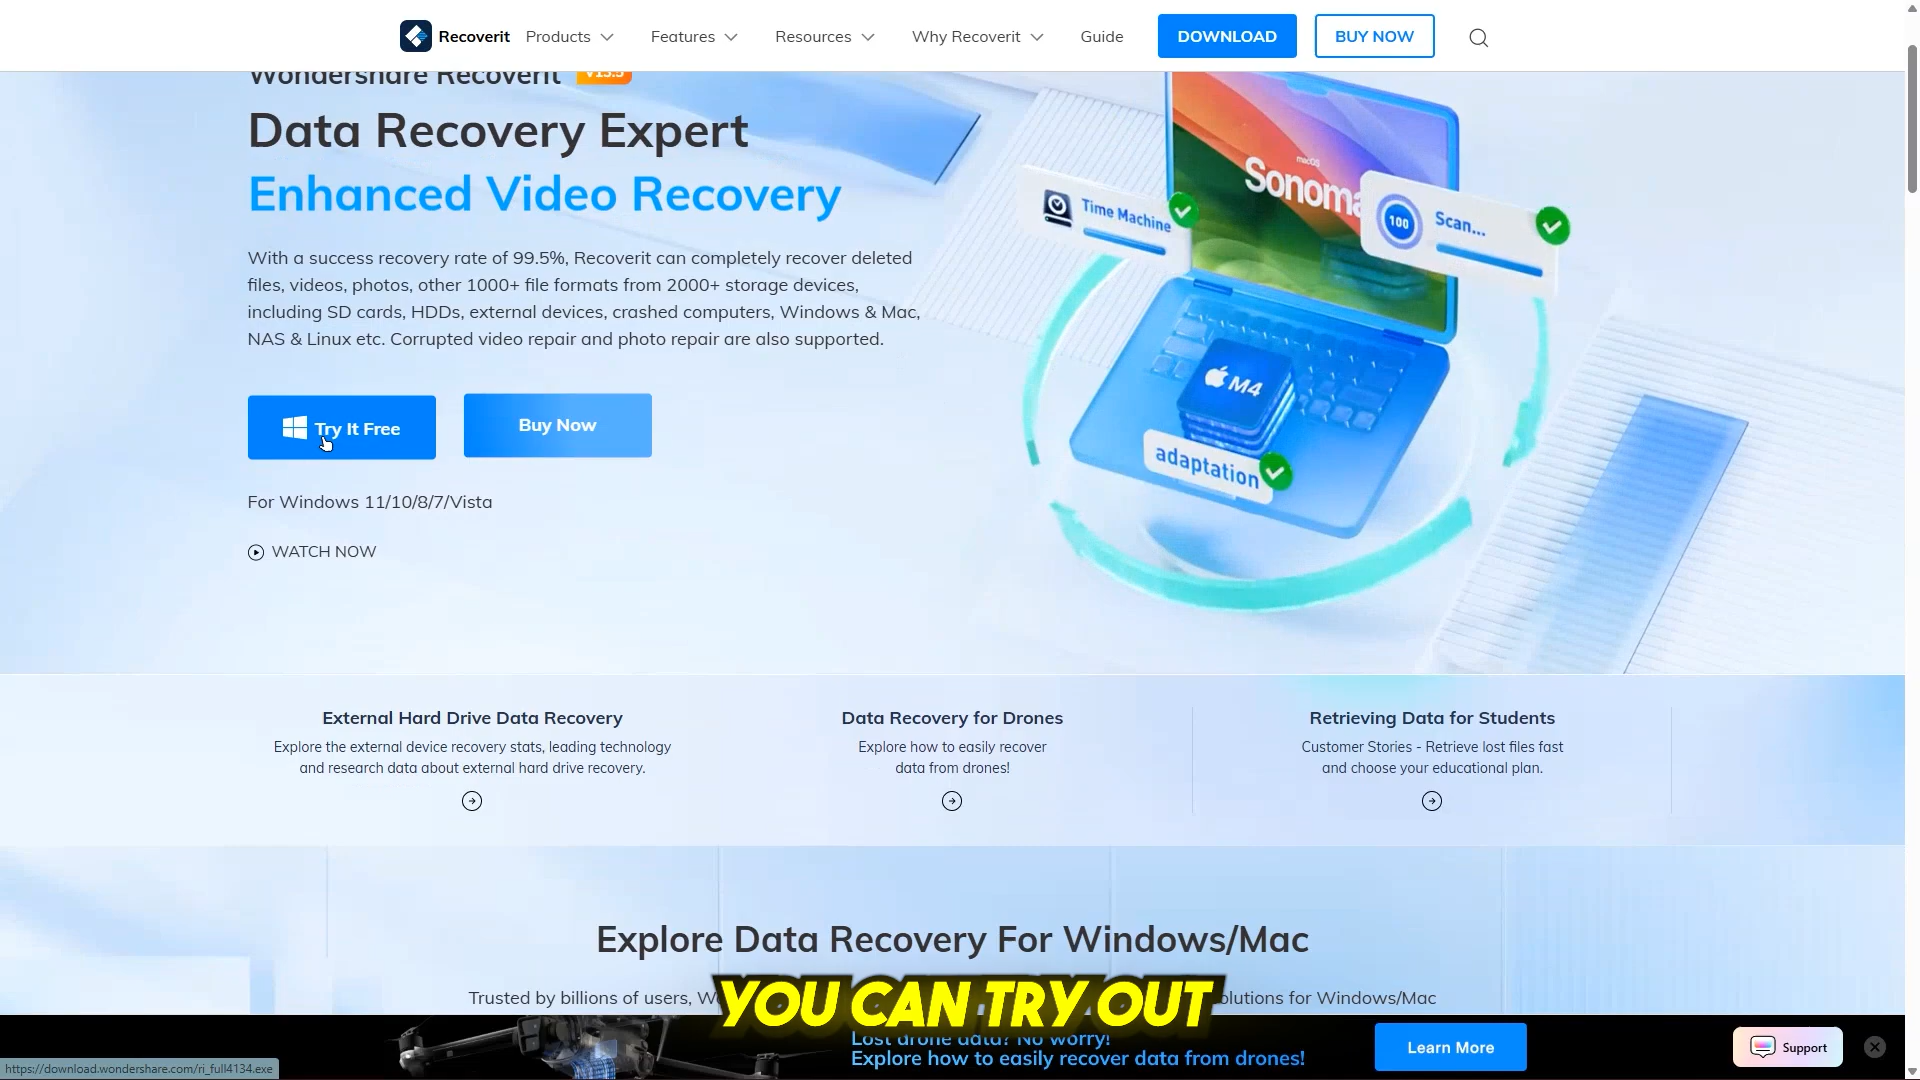 Recoverit Products Features Resources Why Recoverit Guide DOWNLOAD BUY NOW
Wondershare Recoverit V13.5
Data Recovery Expert
Enhanced Video Recovery
With a success recovery rate of 99.5%, Recoverit can completely recover deleted
files, videos, photos, other 1000+ file formats from 2000+ storage devices,
including SD cards, HDDs, external devices, crashed computers, Windows & Mac,
NAS & Linux etc. Corrupted video repair and photo repair are also supported.
Try It Free
Buy Now
For Windows 11/10/8/7/Vista
WATCH NOW
macOS
Sonoma
Time Machine
100
Scan...
M4
adaptation
External Hard Drive Data Recovery
Explore the external device recovery stats, leading technology
and research data about external hard drive recovery.
Data Recovery for Drones
Explore how to easily recover
data from drones!
Retrieving Data for Students
Customer Stories - Retrieve lost files fast
and choose your educational plan.
Explore Data Recovery For Windows/Mac
Trusted by billions of users, olutions for Windows/Mac
YOU CAN TRY OUT
Lost drone data? No worry!
Explore how to easily recover data from drones!
Learn More
Support
https://download.wondershare.com/ri_full4134.exe